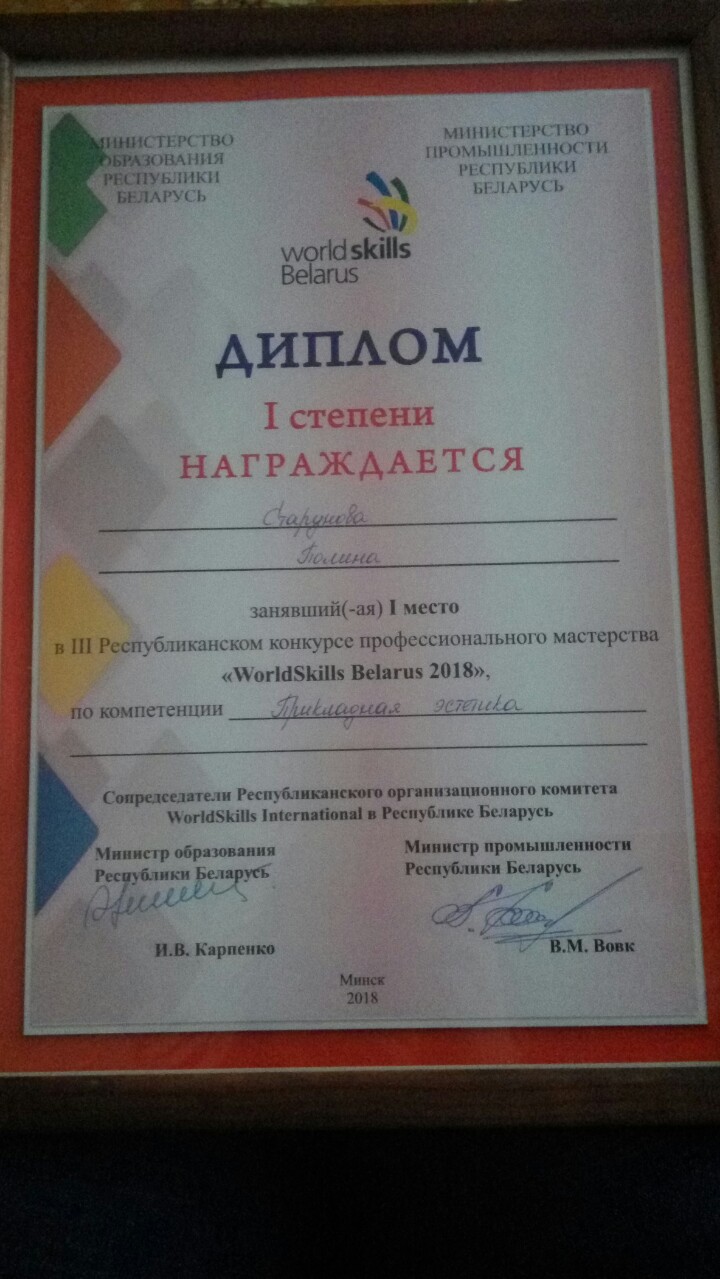 МИНИСТЕРСТВО
ОБРАЗОВАНИЯ
РЕСПУБЛИКИ
БЕЛАРУСЬ
МИНИСТЕРСТВО
ПРОМЫШЛЕННОСТИ
РЕСПУБЛИКИ
БЕЛАРУСЬ
worldskills
Belarus
ДИПЛОМ
I степени
НАГРАЖДАЕТСЯ
Старунова
Полина
занявший(-ая) I место
в III Республиканском конкурсе профессионального мастерства
«WorldSkills Belarus 2018»,
по компетенции Прикладная эстетика
Сопредседатели Республиканского организационного комитета
WorldSkills International в Республике Беларусь
Министр образования
Республики Беларусь
И.В. Карпенко
Министр промышленности
Республики Беларусь
В.М. Вовк
Минск
2018